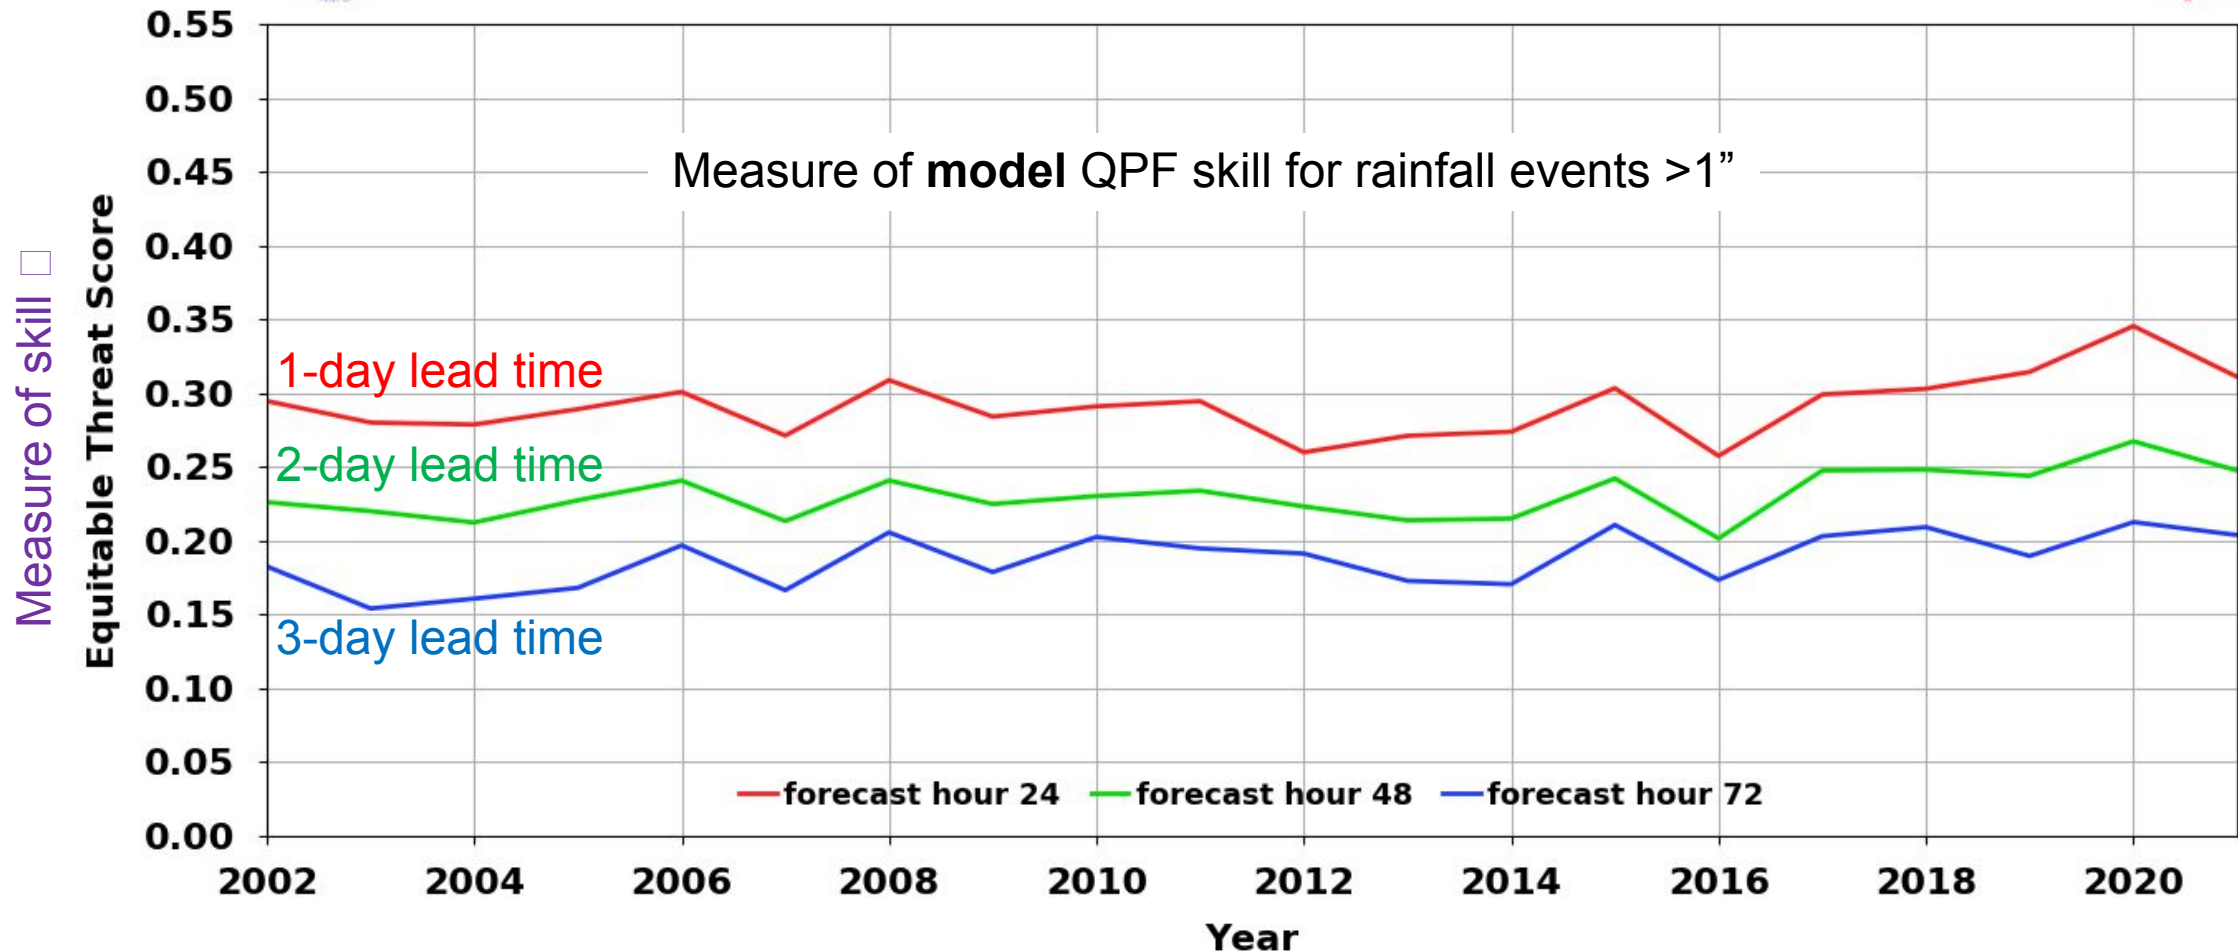 0.55
0.50
0.45
0.40
0.35
0.30
0.25
0.20
0.15
0.10
0.05
0.00
Measure of skill
Equitable Threat Score
Measure of model QPF skill for rainfall events >1”
1-day lead time
2-day lead time
3-day lead time
forecast hour 24 forecast hour 48 forecast hour 72
2002 2004 2006 2008 2010 2012 2014 2016 2018 2020
Year